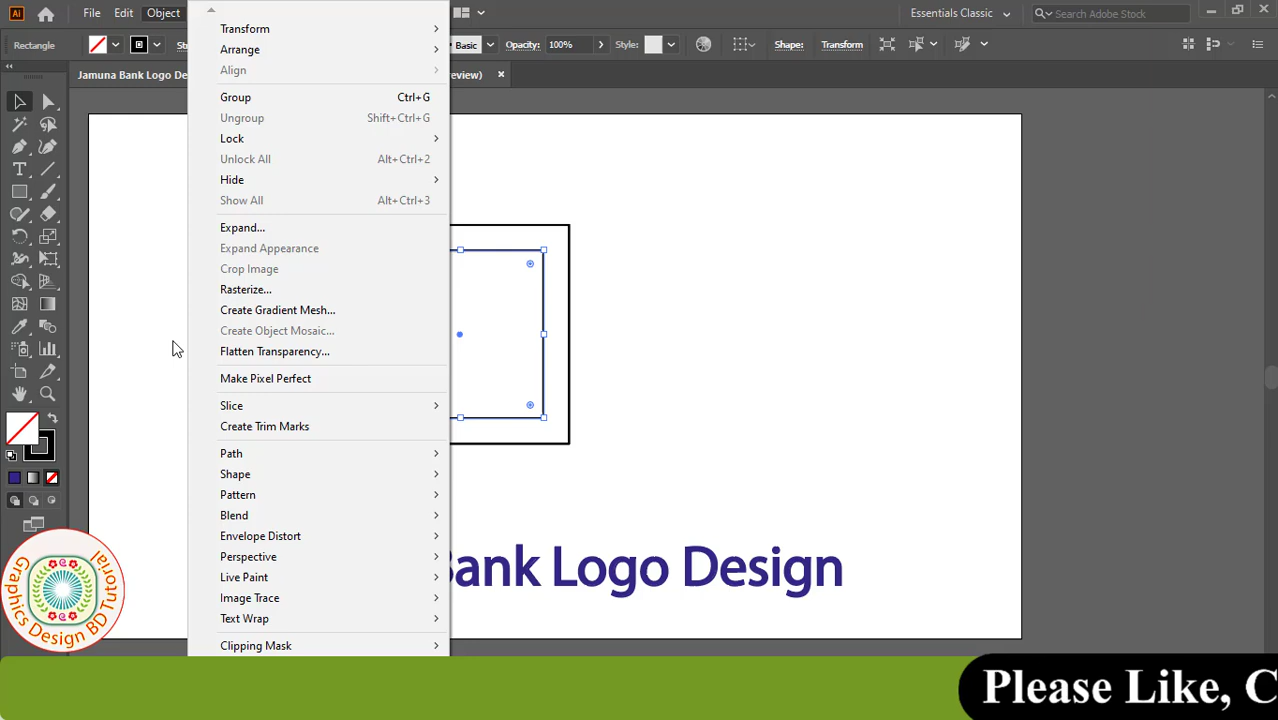 File Edit Object Essentials Classic Search Adobe Stock
Rectangle Basic Opacity: 100% Style: Shape: Transform
Jamuna Bank Logo De view)
Transform
Arrange
Align
Group Ctrl+G
Ungroup Shift+Ctrl+G
Lock
Unlock All Alt+Ctrl+2
Hide
Show All Alt+Ctrl+3
Expand...
Expand Appearance
Crop Image
Rasterize...
Create Gradient Mesh...
Create Object Mosaic...
Flatten Transparency...
Make Pixel Perfect
Slice
Create Trim Marks
Path
Shape
Pattern
Blend
Envelope Distort
Perspective
Live Paint
Image Trace
Text Wrap
Clipping Mask
Bank Logo Design
Graphics Design BD Tutorial
Please Like, C